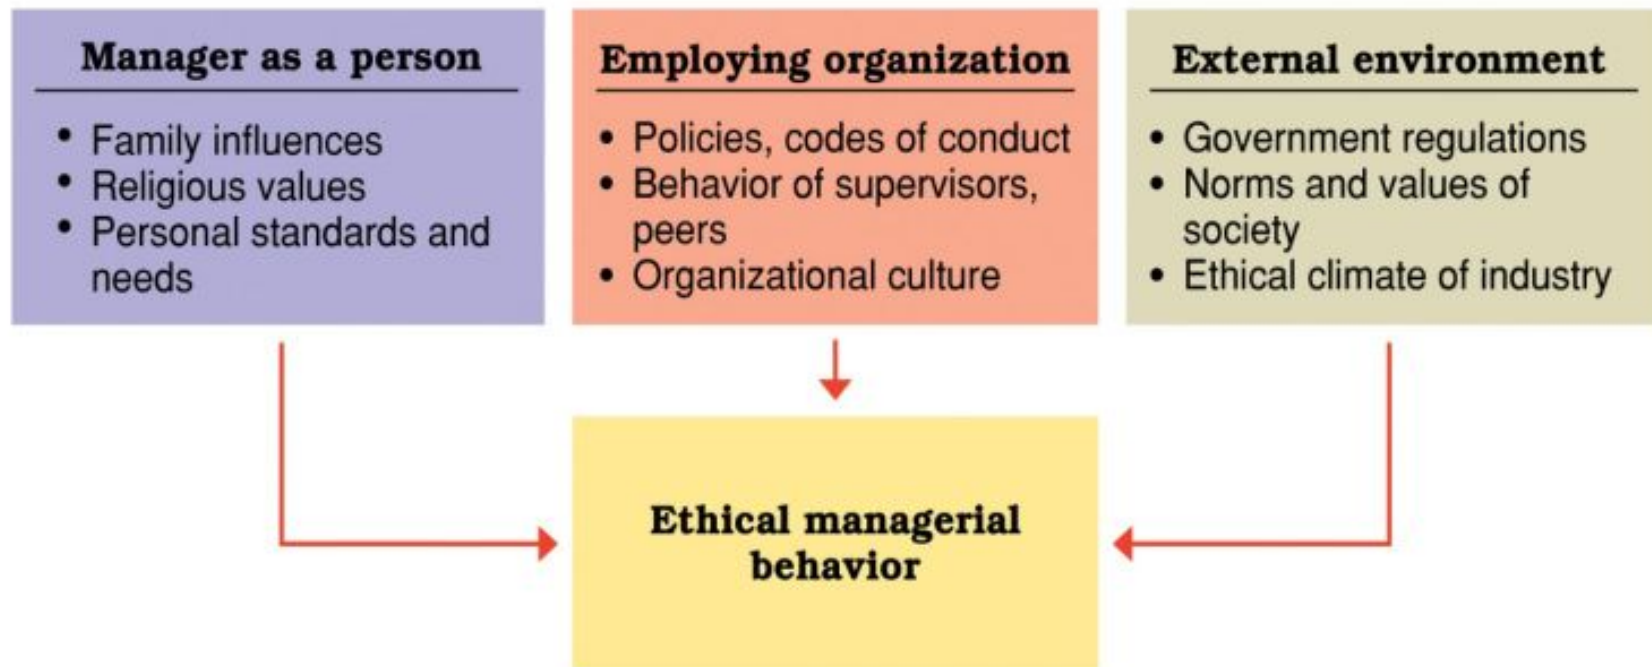 Manager as a person
• Family influences
• Religious values
• Personal standards and
needs
Employing organization
• Policies, codes of conduct
• Behavior of supervisors,
peers
• Organizational culture
External environment
• Government regulations
• Norms and values of
society
• Ethical climate of industry
Ethical managerial
behavior